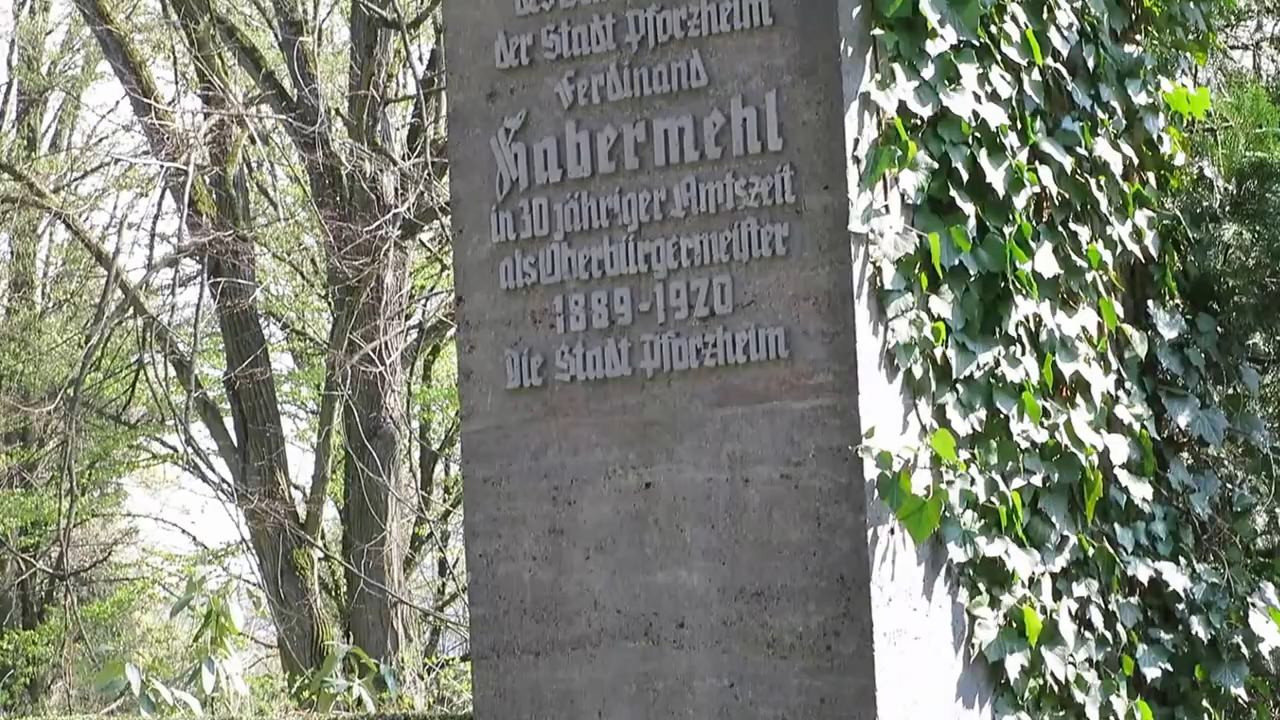 der Stadt Pforzheim
Ferdinand
Habermehl
in 30 jähriger Amtszeit
als Oberbürgermeister
1889-1920
Die Stadt Pforzheim